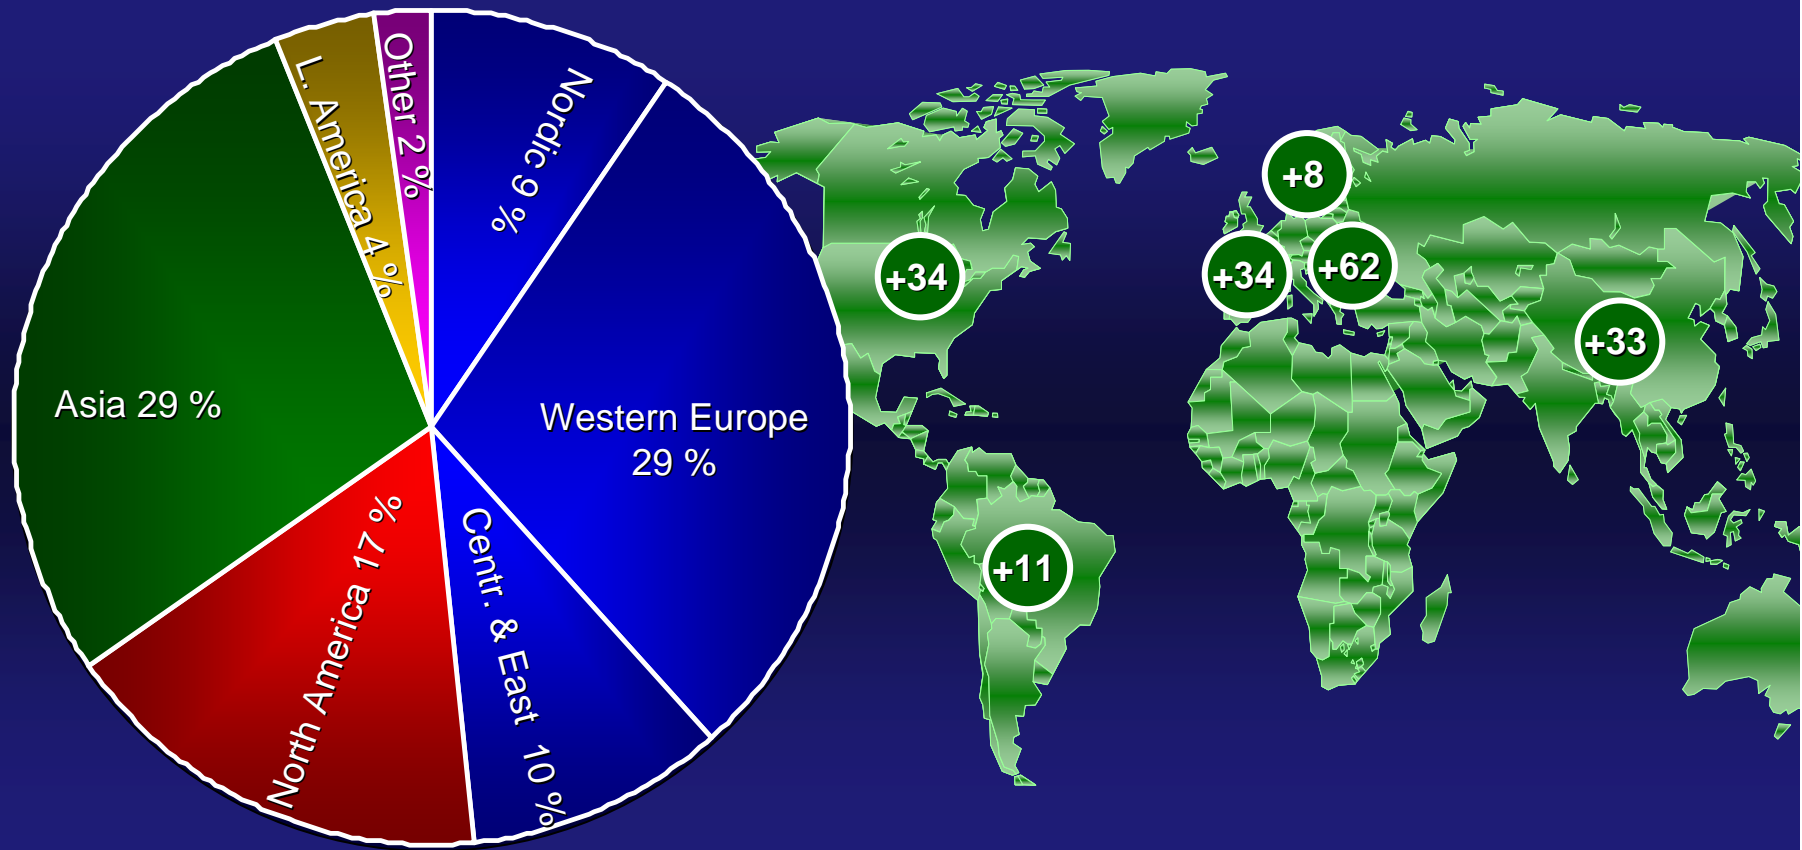 Other 2 %
Nordic 9 %
L. America 4 %
Asia 29 %
Western Europe
29 %
North America 17 %
Centr. & East 10 %
+8
+34
+34
+62
+33
+11